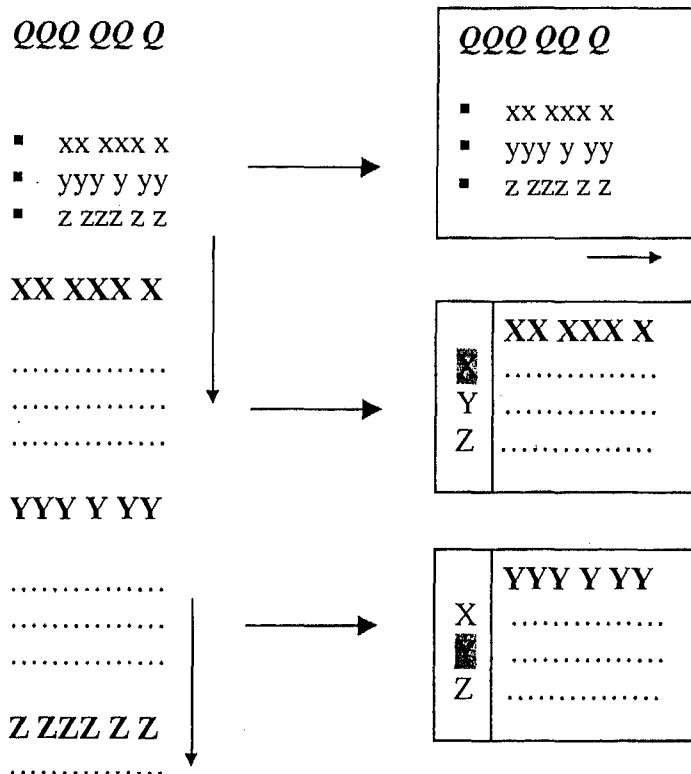 QQQ QQ Q
▪ xx xxx x
▪ yyy y yy
▪ z zzz z z
XX XXX X
...............
...............
...............
YYY Y YY
...............
...............
...............
Z ZZZ Z Z
...............
QQQ QQ Q
▪ xx xxx x
▪ yyy y yy
▪ z zzz z z
X
Y
Z
XX XXX X
...............
...............
...............
X
Y
Z
YYY Y YY
...............
...............
...............